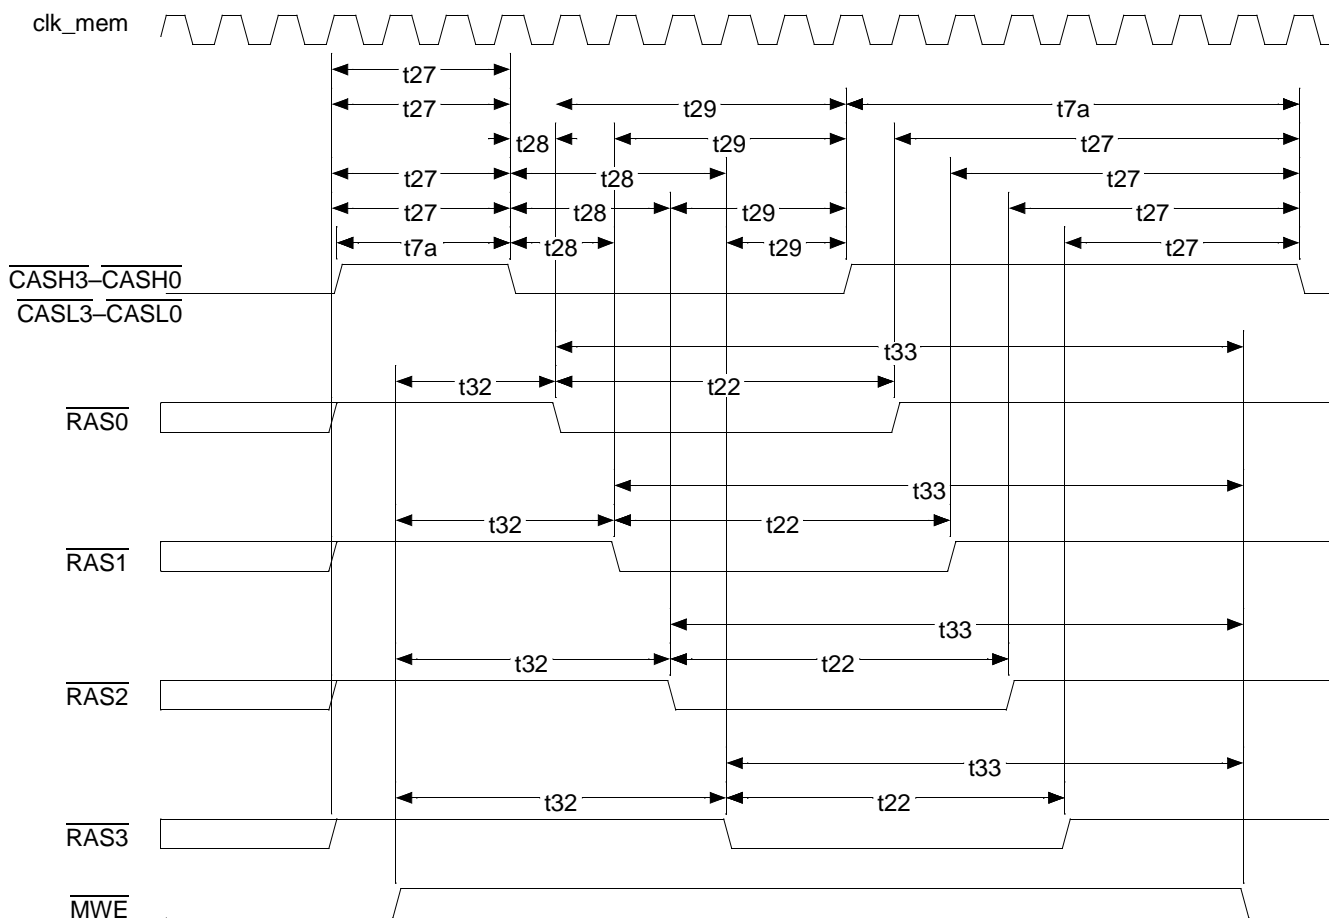 clk_mem
t27
t27 t29 t7a
t28 t29 t27
t27 t28 t27
t27 t28 t29 t27
t7a t28 t29 t27
CASH3–CASH0
CASL3–CASL0
t33
t32 t22
RAS0
t33
t32 t22
RAS1
t33
t32 t22
RAS2
t33
t32 t22
RAS3
MWE